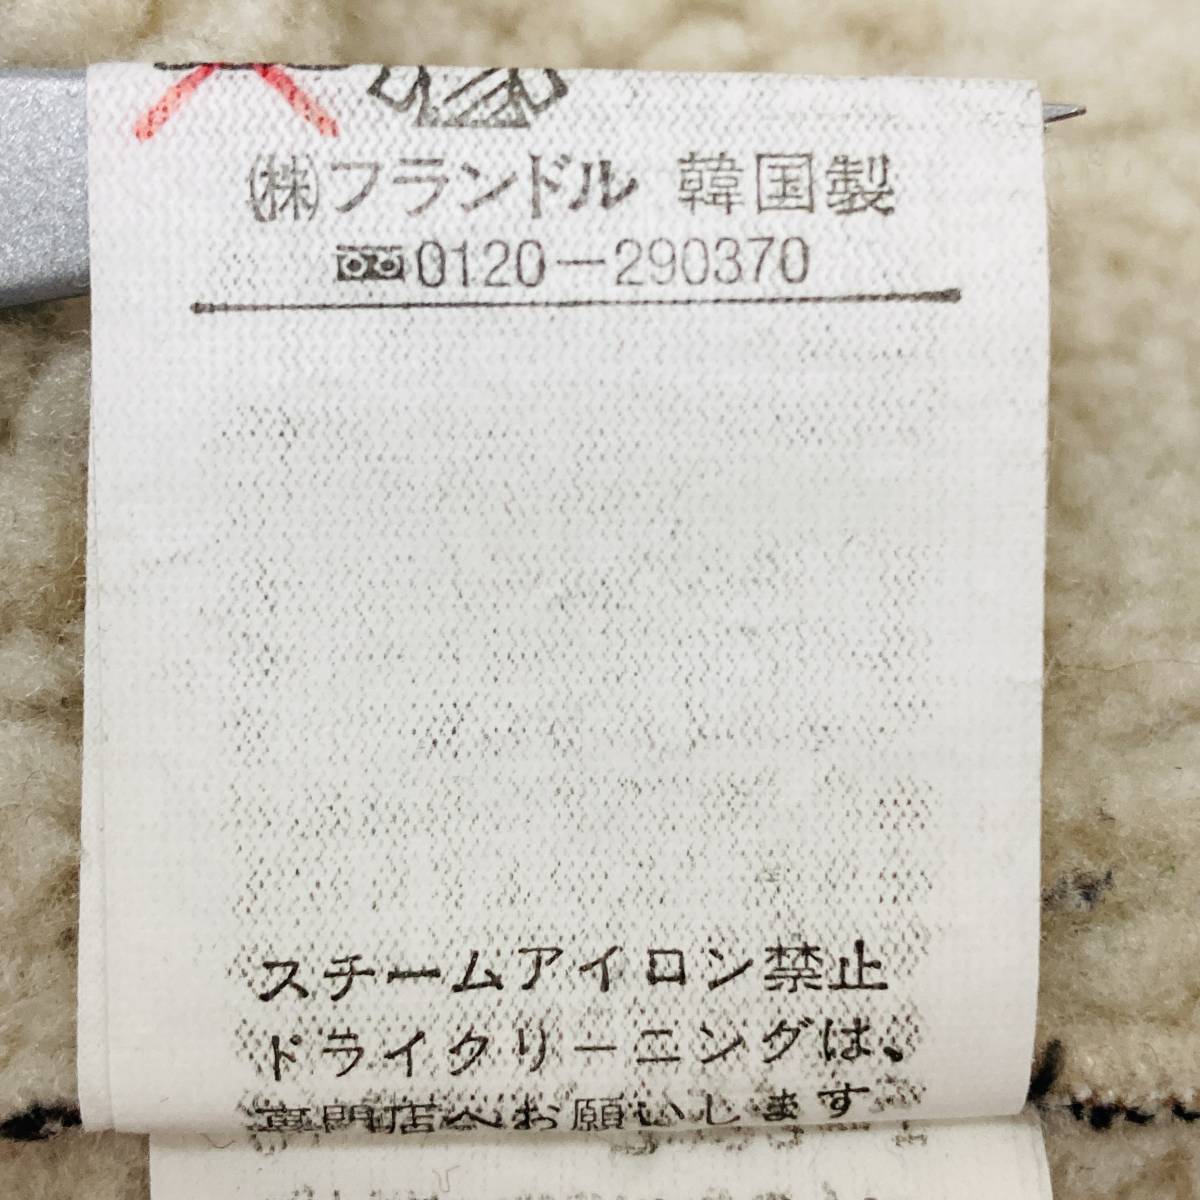 ㈱フランドル 韓国製
0120-290370
スチームアイロン禁止
ドライクリーニングは、
専門店へお願いします